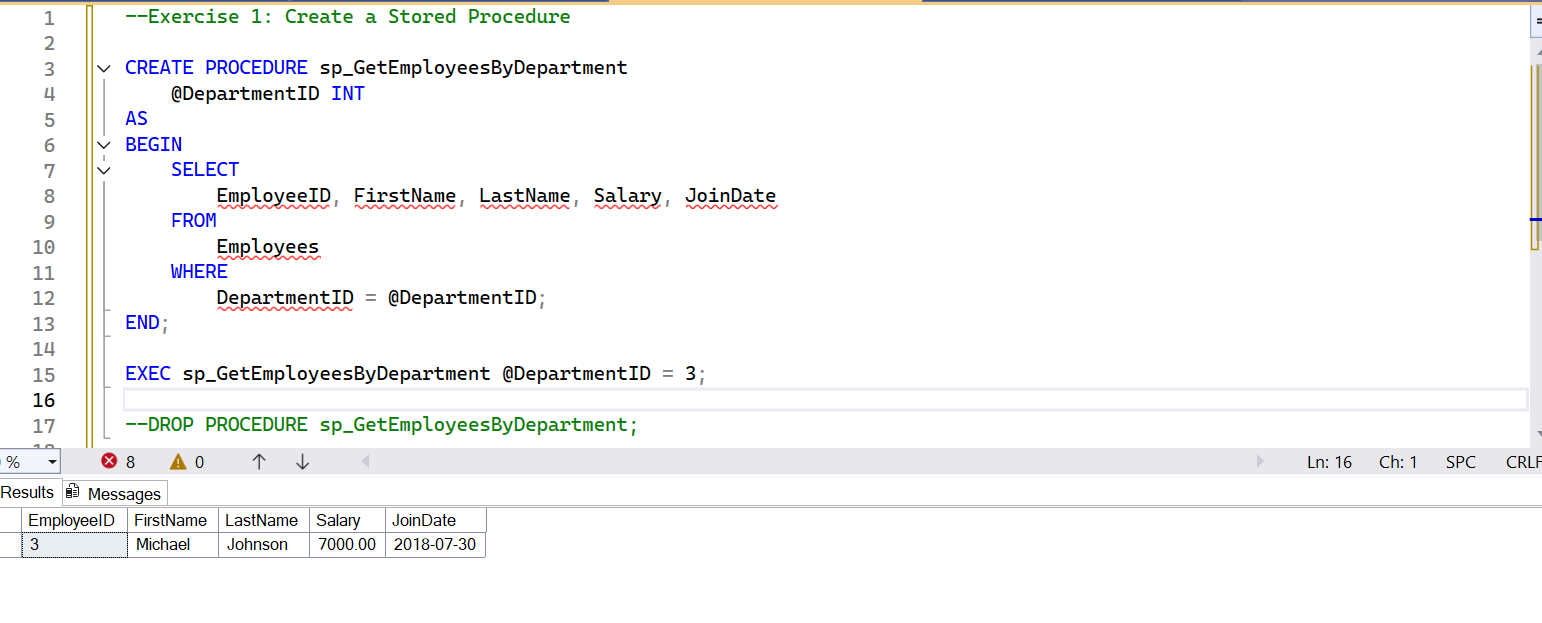 1 --Exercise 1: Create a Stored Procedure
2
3 CREATE PROCEDURE sp_GetEmployeesByDepartment
4 @DepartmentID INT
5 AS
6 BEGIN
7 SELECT
8 EmployeeID, FirstName, LastName, Salary, JoinDate
9 FROM
10 Employees
11 WHERE
12 DepartmentID = @DepartmentID;
13 END;
14
15 EXEC sp_GetEmployeesByDepartment @DepartmentID = 3;
16
17 --DROP PROCEDURE sp_GetEmployeesByDepartment;
% 8 0 Ln: 16 Ch: 1 SPC CRLF
Results Messages
EmployeeID FirstName LastName Salary JoinDate
3 Michael Johnson 7000.00 2018-07-30